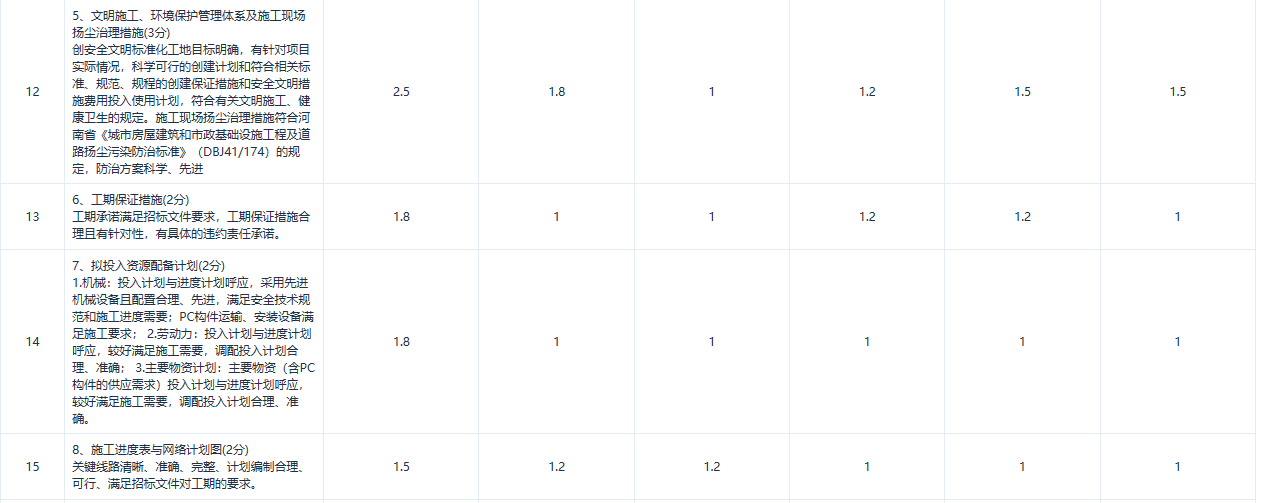 5、文明施工、环境保护管理体系及施工现场
扬尘治理措施(3分)
创安全文明标准化工地目标明确，有针对项目
实际情况，科学可行的创建计划和符合相关标
准、规范、规程的创建保证措施和安全文明措
施费用投入使用计划，符合有关文明施工、健
康卫生的规定。施工现场扬尘治理措施符合河
南省《城市房屋建筑和市政基础设施工程及道
路扬尘污染防治标准》（DBJ41/174）的规
定，防治方案科学、先进
12 2.5 1.8 1 1.2 1.5 1.5
6、工期保证措施(2分)
工期承诺满足招标文件要求，工期保证措施合
理且有针对性，有具体的违约责任承诺。
13 1.8 1 1 1.2 1.2 1
7、拟投入资源配备计划(2分)
1.机械：投入计划与进度计划呼应，采用先进
机械设备且配置合理、先进，满足安全技术规
范和施工进度需要；PC构件运输、安装设备满
足施工要求； 2.劳动力：投入计划与进度计划
呼应，较好满足施工需要，调配投入计划合
理、准确； 3.主要物资计划：主要物资（含PC
构件的供应需求）投入计划与进度计划呼应，
较好满足施工需要，调配投入计划合理、准
确。
14 1.8 1 1 1 1 1
8、施工进度表与网络计划图(2分)
关键线路清晰、准确、完整、计划编制合理、
可行、满足招标文件对工期的要求。
15 1.5 1.2 1.2 1 1 1